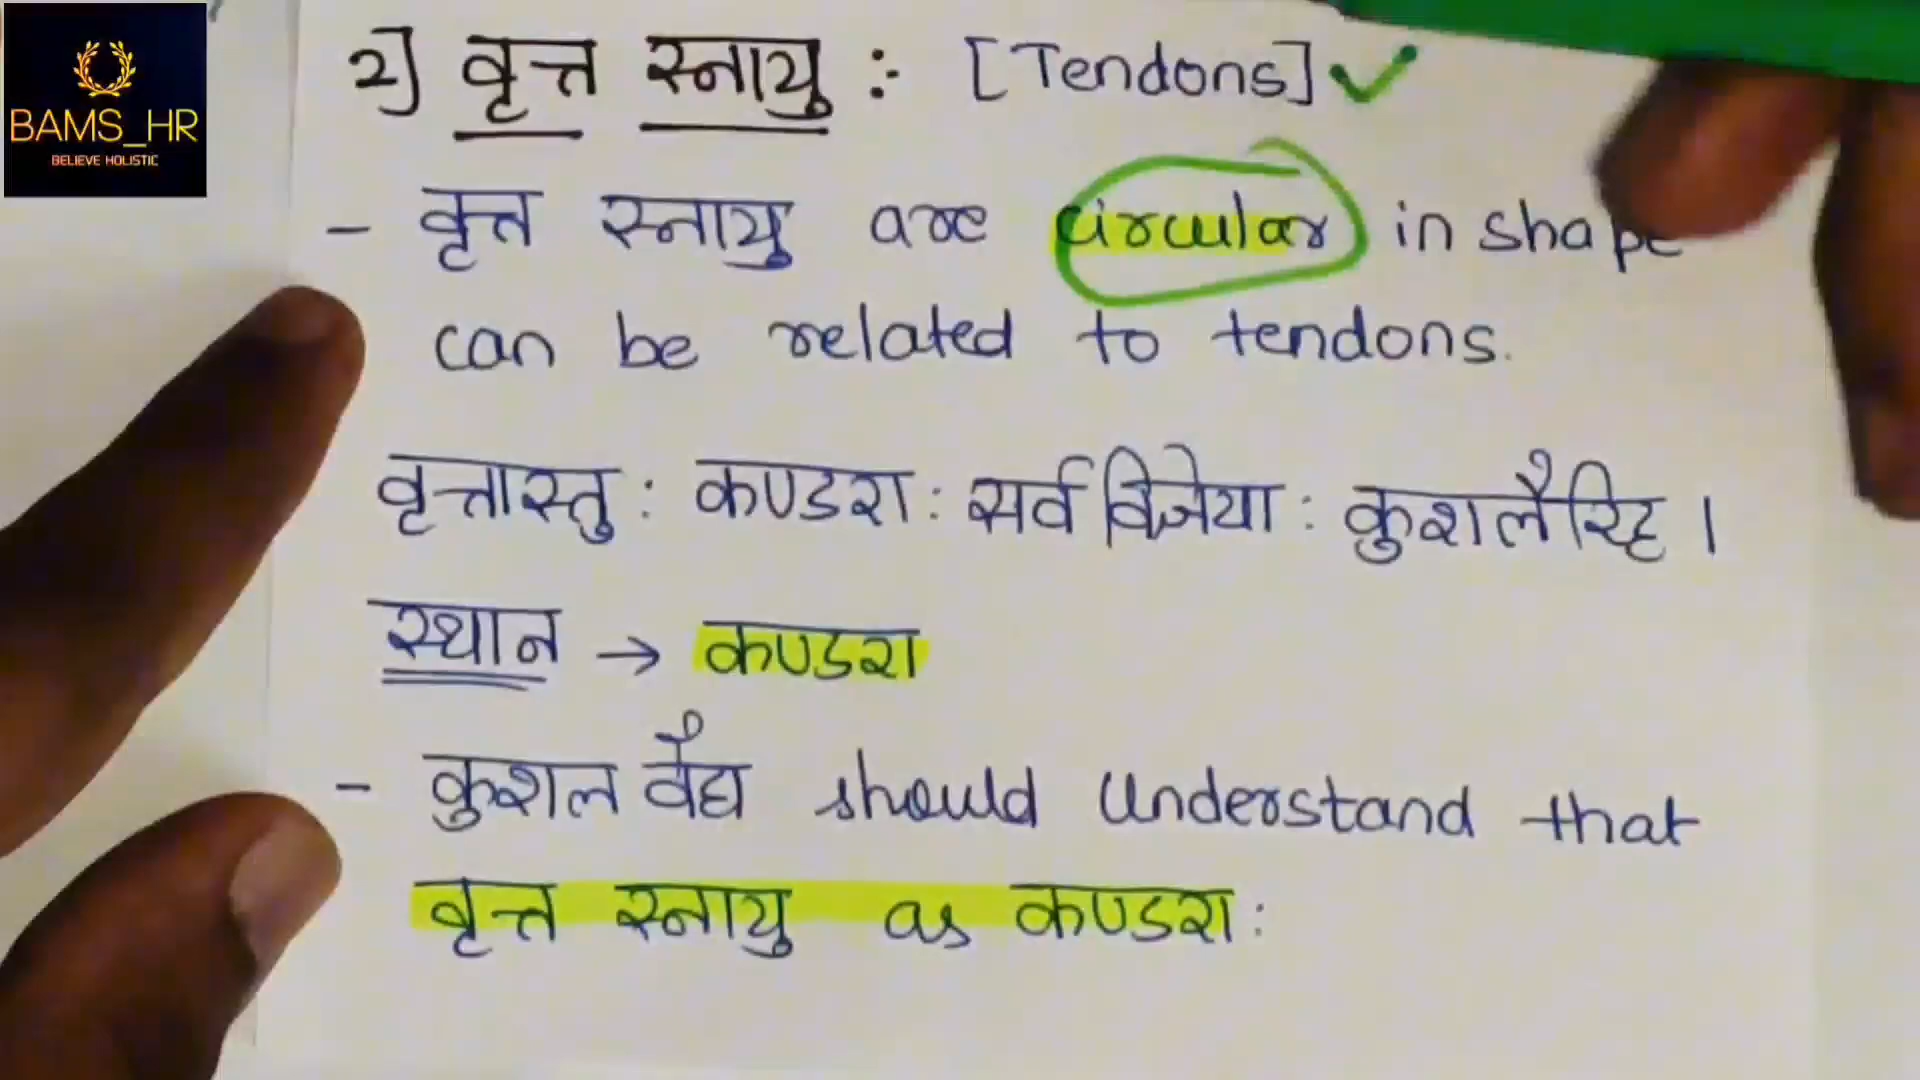 BAMS_HR
BELIEVE HOLISTIC
2] वृत्त स्नायु :- [Tendons] ✓
- वृत्त स्नायु are circular in shape
can be related to tendons.
वृत्तास्तु : कण्डरा : सर्व विज्ञेया : कुशलैरिह ।
स्थान → कण्डरा
- कुशल वैद्य should understand that
वृत्त स्नायु as कण्डरा :